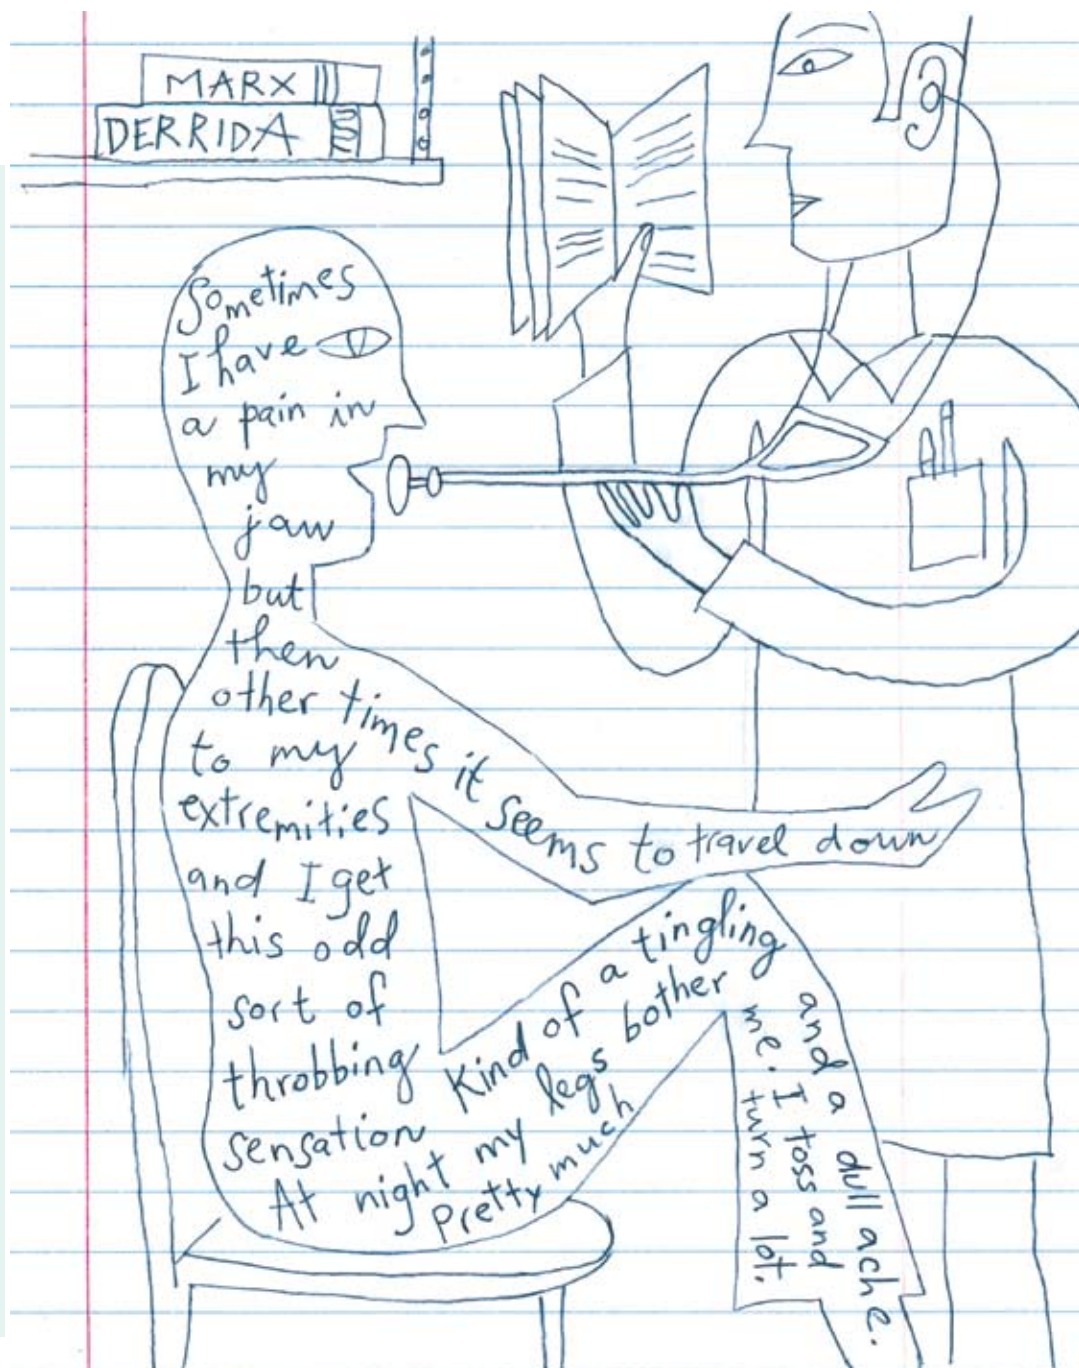 MARX
DERRIDA
Sometimes
I have
a pain in
my
jaw
but
then
other times it seems to travel down
to my
extremities
and I get
this odd
sort of
throbbing
sensation Kind of a tingling and a dull ache.
At night my legs bother me. I toss and
Pretty much turn a lot.